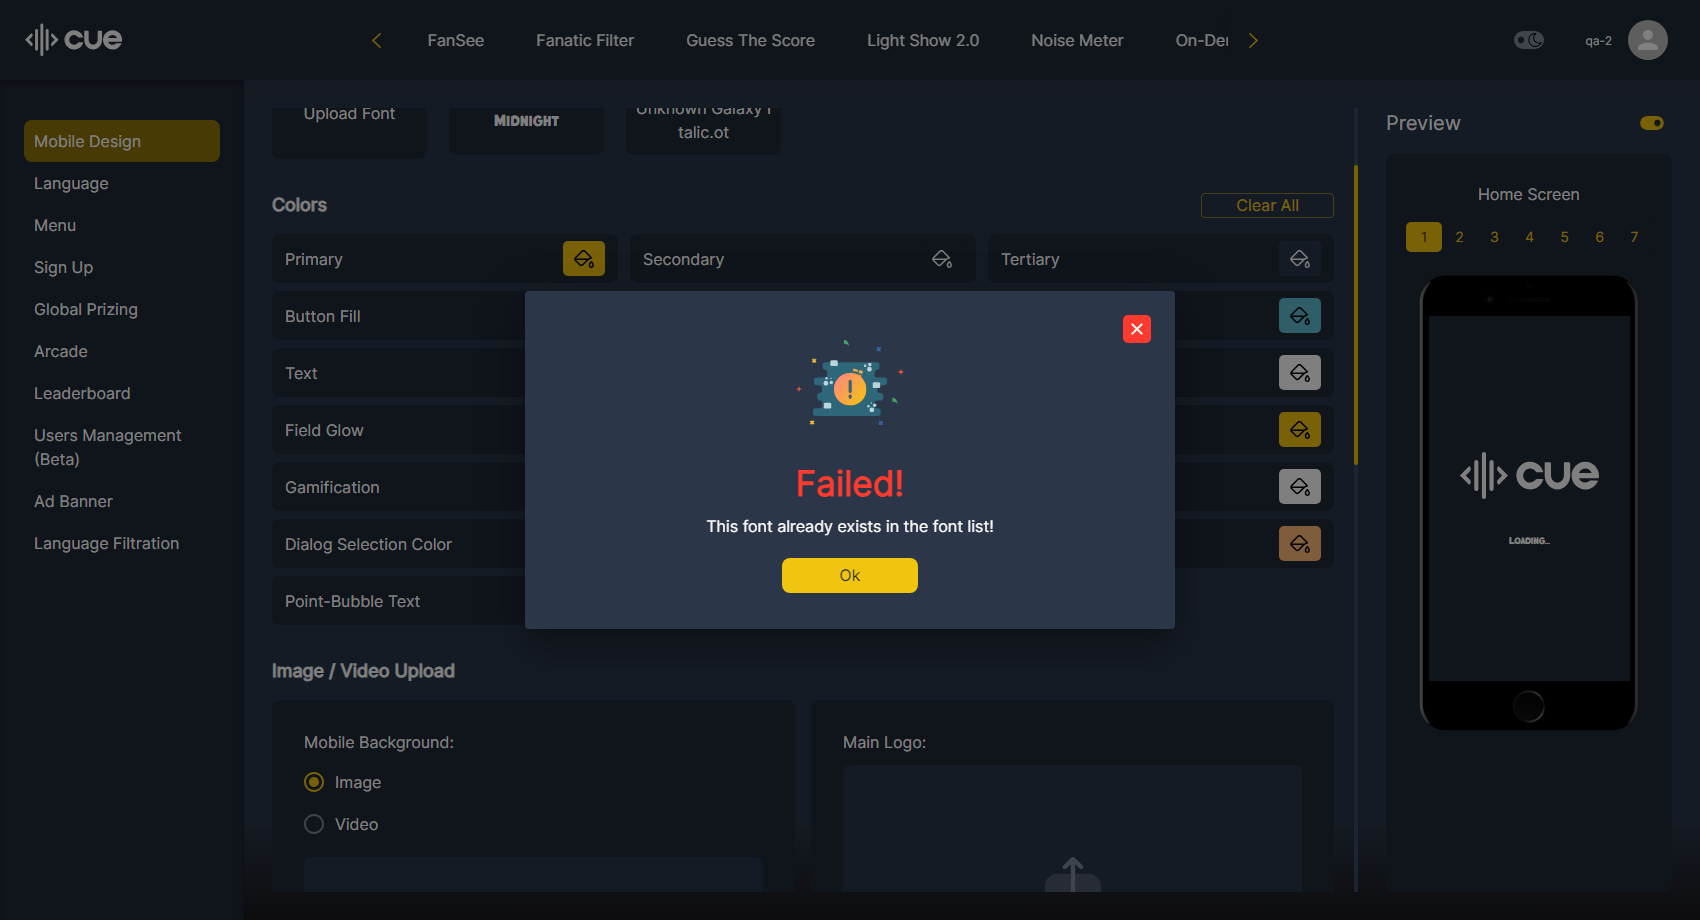 cue
FanSee
Fanatic Filter
Guess The Score
Light Show 2.0
Noise Meter
On-Der
qa-2
Mobile Design
Language
Menu
Sign Up
Global Prizing
Arcade
Leaderboard
Users Management
(Beta)
Ad Banner
Language Filtration
Upload Font
MIDNIGHT
Unknown Galaxy I
talic.ot
Colors
Clear All
Primary
Secondary
Tertiary
Button Fill
Text
Field Glow
Gamification
Dialog Selection Color
Point-Bubble Text
Failed!
This font already exists in the font list!
Ok
Image / Video Upload
Mobile Background:
Image
Video
Main Logo:
Preview
Home Screen
1 2 3 4 5 6 7
cue
LOADING...